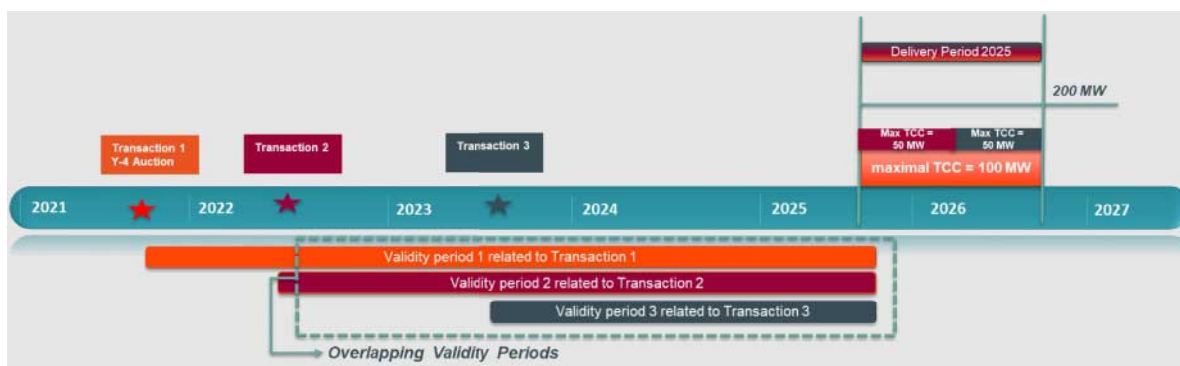 Delivery Period 2025
200 MW
Transaction 1
Y-4 Auction
Transaction 2
Transaction 3
Max TCC =
50 MW
Max TCC =
50 MW
maximal TCC = 100 MW
2021
2022
2023
2024
2025
2026
2027
Validity period 1 related to Transaction 1
Validity period 2 related to Transaction 2
Validity period 3 related to Transaction 3
Overlapping Validity Periods